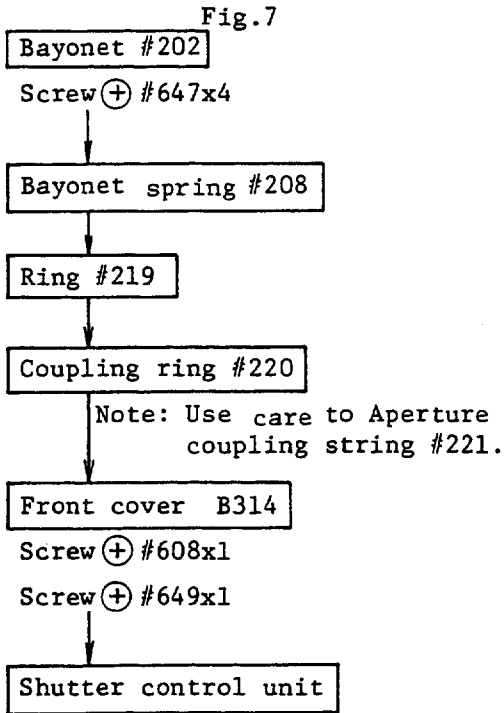 Fig.7
Bayonet #202
Screw ⊕ #647x4
Bayonet spring #208
Ring #219
Coupling ring #220
Note: Use care to Aperture
coupling string #221.
Front cover B314
Screw ⊕ #608x1
Screw ⊕ #649x1
Shutter control unit